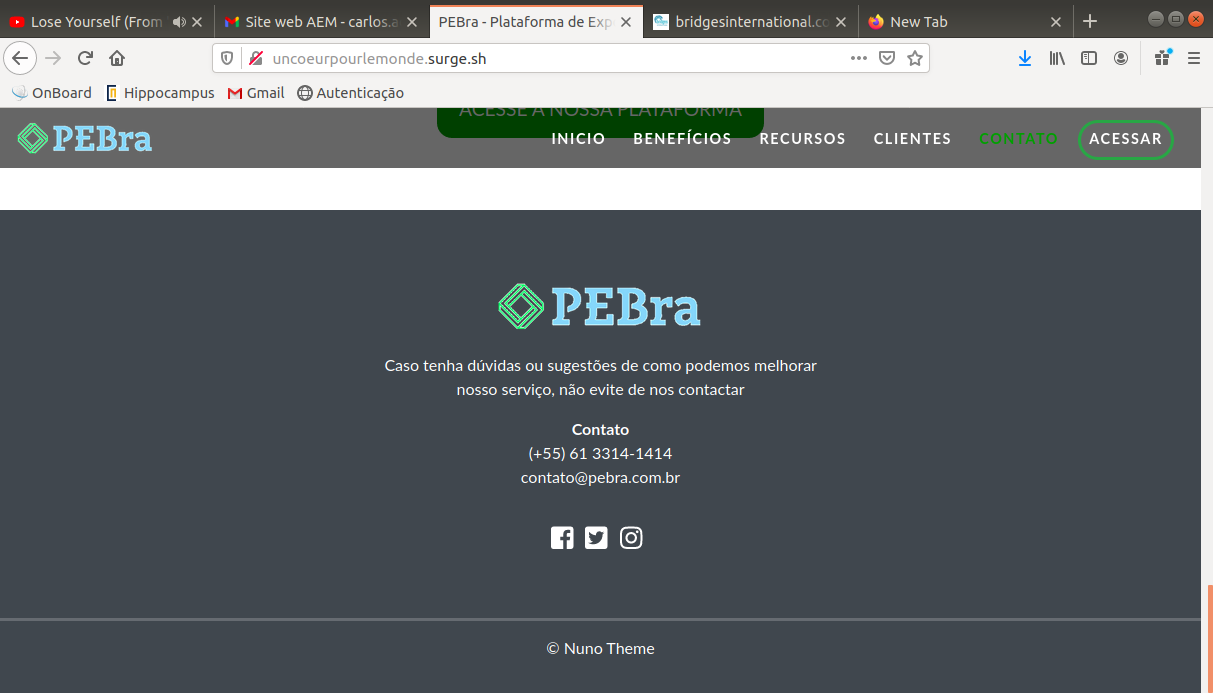 Lose Yourself (From
Site web AEM - carlos.a
PEBra - Plataforma de Exp
bridgesinternational.co
New Tab
uncoeurpourlemonde.surge.sh
OnBoard
Hippocampus
Gmail
Autenticação
ACESSE A NOSSA PLATAFORMA
PEBra
INICIO
BENEFÍCIOS
RECURSOS
CLIENTES
CONTATO
ACESSAR
PEBra
Caso tenha dúvidas ou sugestões de como podemos melhorar
nosso serviço, não evite de nos contactar
Contato
(+55) 61 3314-1414
contato@pebra.com.br
© Nuno Theme